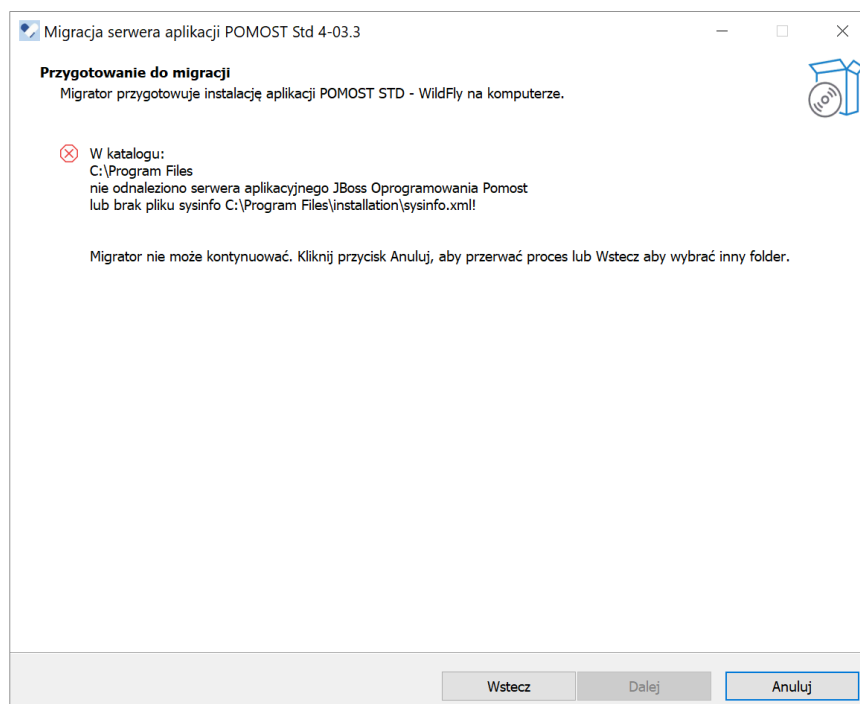 Migracja serwera aplikacji POMOST Std 4-03.3
Przygotowanie do migracji
Migrator przygotowuje instalację aplikacji POMOST STD - WildFly na komputerze.
W katalogu:
C:\Program Files
nie odnaleziono serwera aplikacyjnego JBoss Oprogramowania Pomost
lub brak pliku sysinfo C:\Program Files\installation\sysinfo.xml!
Migrator nie może kontynuować. Kliknij przycisk Anuluj, aby przerwać proces lub Wstecz aby wybrać inny folder.
Wstecz
Dalej
Anuluj